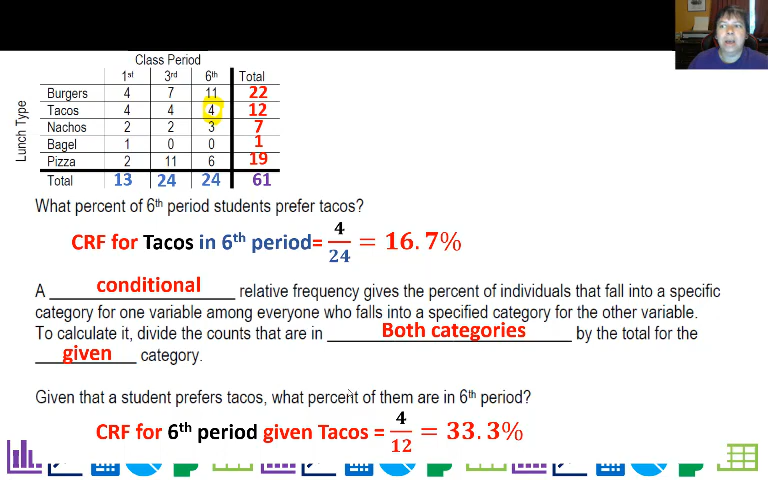 Class Period
1st 3rd 6th Total
Lunch Type
Burgers 4 7 11 22
Tacos 4 4 4 12
Nachos 2 2 3 7
Bagel 1 0 0 1
Pizza 2 11 6 19
Total 13 24 24 61
What percent of 6th period students prefer tacos?
CRF for Tacos in 6th period= 4/24 = 16.7%
A conditional relative frequency gives the percent of individuals that fall into a specific
category for one variable among everyone who falls into a specified category for the other variable.
To calculate it, divide the counts that are in Both categories by the total for the
given category.
Given that a student prefers tacos, what percent of them are in 6th period?
CRF for 6th period given Tacos = 4/12 = 33.3%